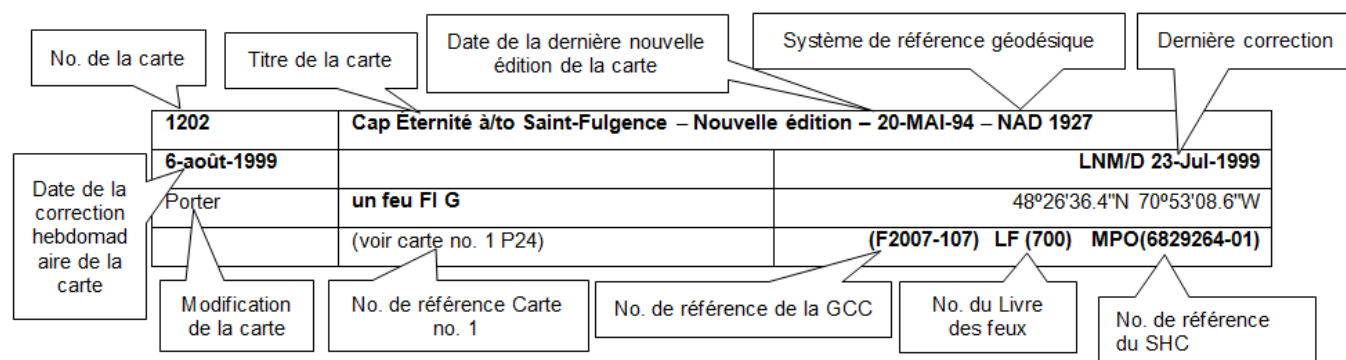 No. de la carte
Titre de la carte
Date de la dernière nouvelle
édition de la carte
Système de référence géodésique
Dernière correction
1202
Cap Éternité à/to Saint-Fulgence – Nouvelle édition – 20-MAI-94 – NAD 1927
6-août-1999
LNM/D 23-Jul-1999
Porter
un feu Fl G
48º26'36.4"N 70º53'08.6"W
(voir carte no. 1 P24)
(F2007-107) LF (700) MPO(6829264-01)
Date de la
correction
hebdomad
aire de la
carte
Modification
de la carte
No. de référence Carte
no. 1
No. de référence de la GCC
No. du Livre
des feux
No. de référence
du SHC